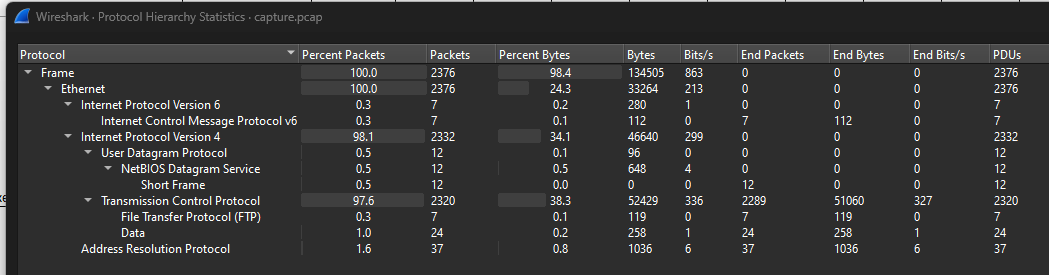 Wireshark · Protocol Hierarchy Statistics · capture.pcap
Protocol Percent Packets Packets Percent Bytes Bytes Bits/s End Packets End Bytes End Bits/s PDUs
Frame 100.0 2376 98.4 134505 863 0 0 0 2376
Ethernet 100.0 2376 24.3 33264 213 0 0 0 2376
Internet Protocol Version 6 0.3 7 0.2 280 1 0 0 0 7
Internet Control Message Protocol v6 0.3 7 0.1 112 0 7 112 0 7
Internet Protocol Version 4 98.1 2332 34.1 46640 299 0 0 0 2332
User Datagram Protocol 0.5 12 0.1 96 0 0 0 0 12
NetBIOS Datagram Service 0.5 12 0.5 648 4 0 0 0 12
Short Frame 0.5 12 0.0 0 0 12 0 0 12
Transmission Control Protocol 97.6 2320 38.3 52429 336 2289 51060 327 2320
File Transfer Protocol (FTP) 0.3 7 0.1 119 0 7 119 0 7
Data 1.0 24 0.2 258 1 24 258 1 24
Address Resolution Protocol 1.6 37 0.8 1036 6 37 1036 6 37